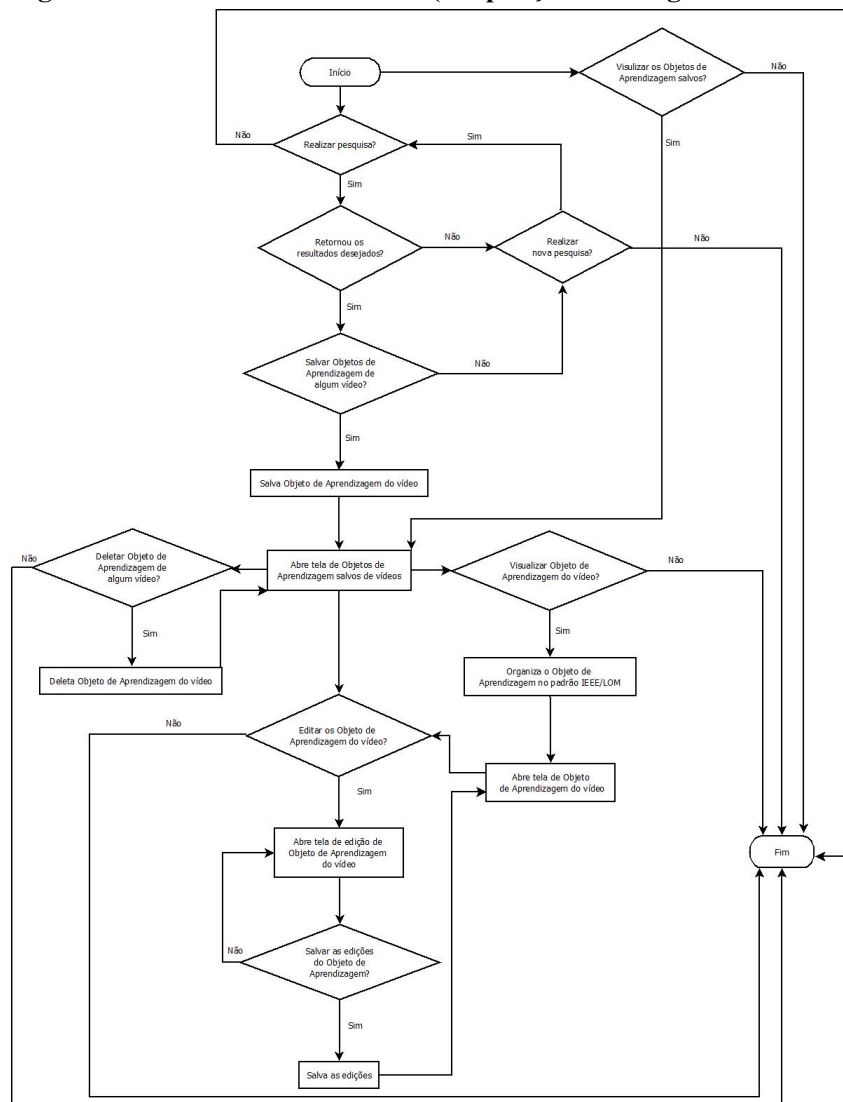 Início
Visulizar os Objetos de
Aprendizagem salvos?
Não
Não
Realizar pesquisa?
Sim
Sim
Sim
Retornou os
resultados desejados?
Não
Realizar
nova pesquisa?
Não
Sim
Salvar Objetos de
Aprendizagem de
algum vídeo?
Não
Sim
Salva Objeto de Aprendizagem do vídeo
Não
Deletar Objeto de
Aprendizagem de
algum vídeo?
Abre tela de Objetos de
Aprendizagem salvos de vídeos
Visualizar Objeto de
Aprendizagem do vídeo?
Não
Sim
Sim
Deleta Objeto de Aprendizagem do vídeo
Organiza o Objeto de
Aprendizagem no padrão IEEE/LOM
Não
Editar os Objeto de
Aprendizagem do vídeo?
Abre tela de Objeto
de Aprendizagem do vídeo
Sim
Abre tela de edição de
Objeto de Aprendizagem
do vídeo
Fim
Não
Salvar as edições
do Objeto de
Aprendizagem?
Sim
Salva as edições